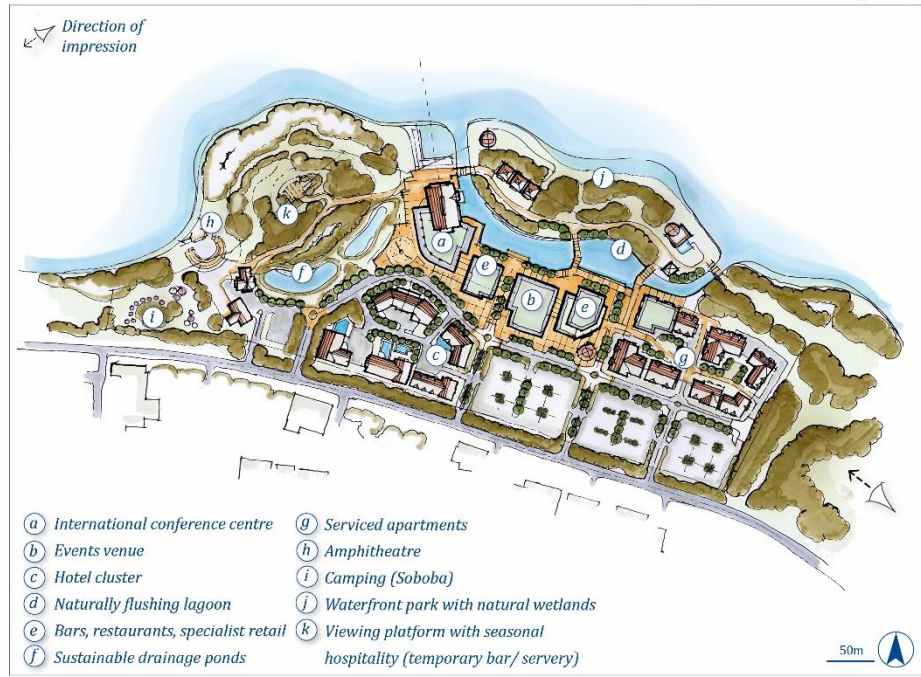 Direction of
impression
h
k
i
f
a
e
c
b
e
d
j
g
a International conference centre
b Events venue
c Hotel cluster
d Naturally flushing lagoon
e Bars, restaurants, specialist retail
f Sustainable drainage ponds
g Serviced apartments
h Amphitheatre
i Camping (Soboba)
j Waterfront park with natural wetlands
k Viewing platform with seasonal
hospitality (temporary bar/ servery)
50m